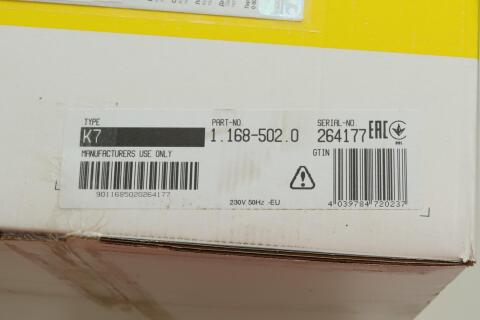 TYPE PART-NO. SERIAL-NO.
K7 1.168-502.0 264177 EAC
MANUFACTURERS USE ONLY GTIN
9011685020264177
230V 50Hz -EU
4 039784 720237